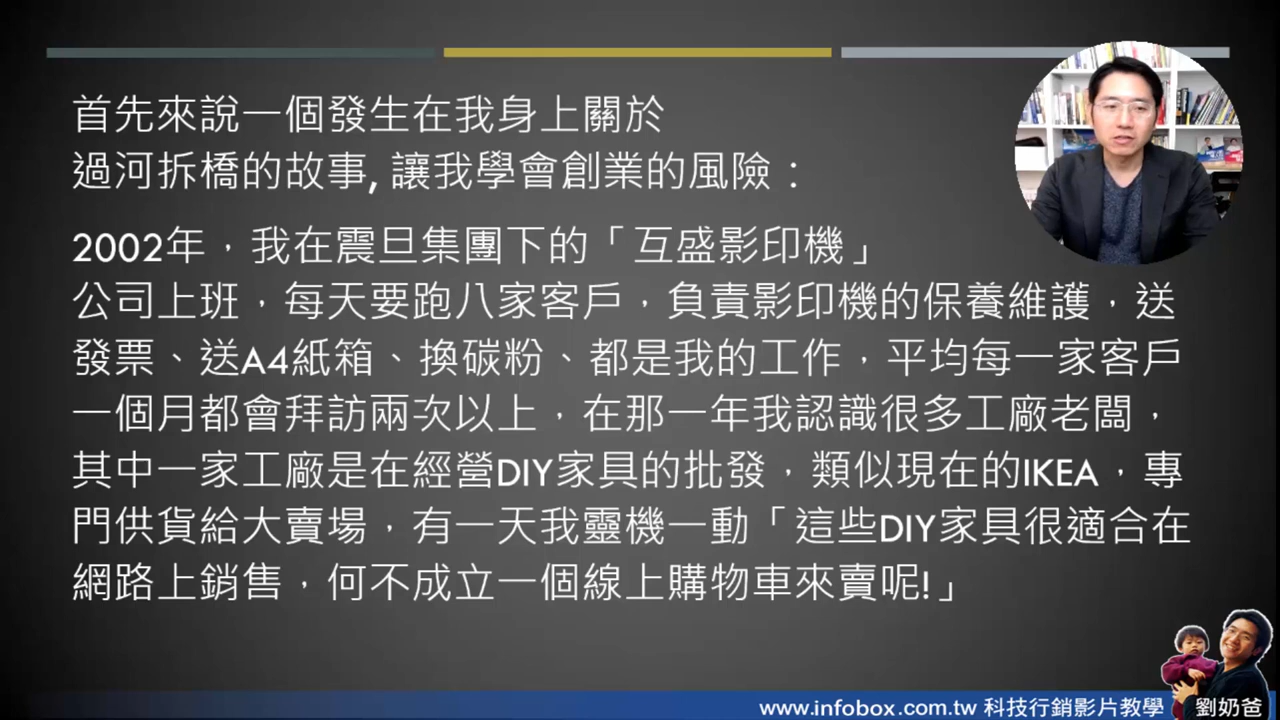 首先來說一個發生在我身上關於
過河拆橋的故事, 讓我學會創業的風險：
2002年，我在震旦集團下的「互盛影印機」
公司上班，每天要跑八家客戶，負責影印機的保養維護，送
發票、送A4紙箱、換碳粉、都是我的工作，平均每一家客戶
一個月都會拜訪兩次以上，在那一年我認識很多工廠老闆，
其中一家工廠是在經營DIY家具的批發，類似現在的IKEA，專
門供貨給大賣場，有一天我靈機一動「這些DIY家具很適合在
網路上銷售，何不成立一個線上購物車來賣呢!」
www.infobox.com.tw 科技行銷影片教學 劉奶爸